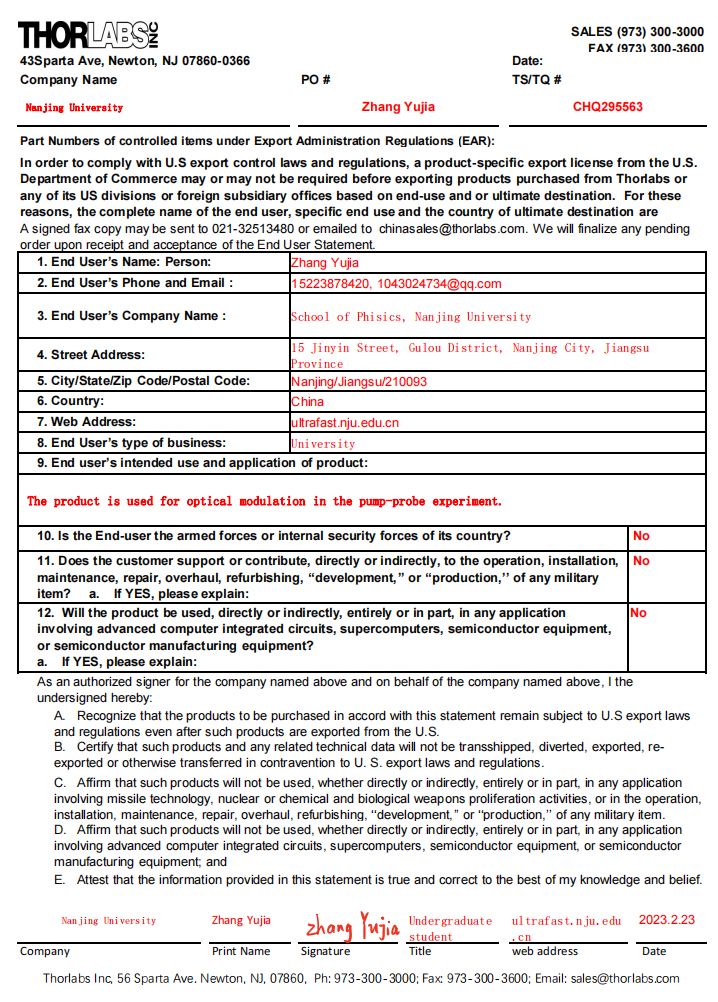 THORLABS INC
SALES (973) 300-3000
FAX (973) 300-3600
43Sparta Ave, Newton, NJ 07860-0366
Date:
Company Name
PO #
TS/TQ #
Nanjing University
Zhang Yujia
CHQ295563
Part Numbers of controlled items under Export Administration Regulations (EAR):
In order to comply with U.S export control laws and regulations, a product-specific export license from the U.S.
Department of Commerce may or may not be required before exporting products purchased from Thorlabs or
any of its US divisions or foreign subsidiary offices based on end-use and or ultimate destination. For these
reasons, the complete name of the end user, specific end use and the country of ultimate destination are
A signed fax copy may be sent to 021-32513480 or emailed to chinasales@thorlabs.com. We will finalize any pending
order upon receipt and acceptance of the End User Statement.
1. End User's Name: Person:
Zhang Yujia
2. End User's Phone and Email :
15223878420, 1043024734@qq.com
3. End User's Company Name :
School of Phisics, Nanjing University
4. Street Address:
15 Jinyin Street, Gulou District, Nanjing City, Jiangsu
Province
5. City/State/Zip Code/Postal Code:
Nanjing/Jiangsu/210093
6. Country:
China
7. Web Address:
ultrafast.nju.edu.cn
8. End User's type of business:
University
9. End user's intended use and application of product:
The product is used for optical modulation in the pump-probe experiment.
10. Is the End-user the armed forces or internal security forces of its country?
No
11. Does the customer support or contribute, directly or indirectly, to the operation, installation,
maintenance, repair, overhaul, refurbishing, “development,” or “production,’’ of any military
item? a. If YES, please explain:
No
12. Will the product be used, directly or indirectly, entirely or in part, in any application
involving advanced computer integrated circuits, supercomputers, semiconductor equipment,
or semiconductor manufacturing equipment?
a. If YES, please explain:
No
As an authorized signer for the company named above and on behalf of the company named above, I the
undersigned hereby:
A. Recognize that the products to be purchased in accord with this statement remain subject to U.S export laws
and regulations even after such products are exported from the U.S.
B. Certify that such products and any related technical data will not be transshipped, diverted, exported, re-
exported or otherwise transferred in contravention to U. S. export laws and regulations.
C. Affirm that such products will not be used, whether directly or indirectly, entirely or in part, in any application
involving missile technology, nuclear or chemical and biological weapons proliferation activities, or in the operation,
installation, maintenance, repair, overhaul, refurbishing, “development,” or “production,” of any military item.
D. Affirm that such products will not be used, whether directly or indirectly, entirely or in part, in any application
involving advanced computer integrated circuits, supercomputers, semiconductor equipment, or semiconductor
manufacturing equipment; and
E. Attest that the information provided in this statement is true and correct to the best of my knowledge and belief.
Nanjing University
Zhang Yujia
zhang Yujia
Undergraduate
student
ultrafast.nju.edu
.cn
2023.2.23
Company
Print Name
Signature
Title
web address
Date
Thorlabs Inc, 56 Sparta Ave. Newton, NJ, 07860, Ph: 973-300-3000; Fax: 973-300-3600; Email: sales@thorlabs.com